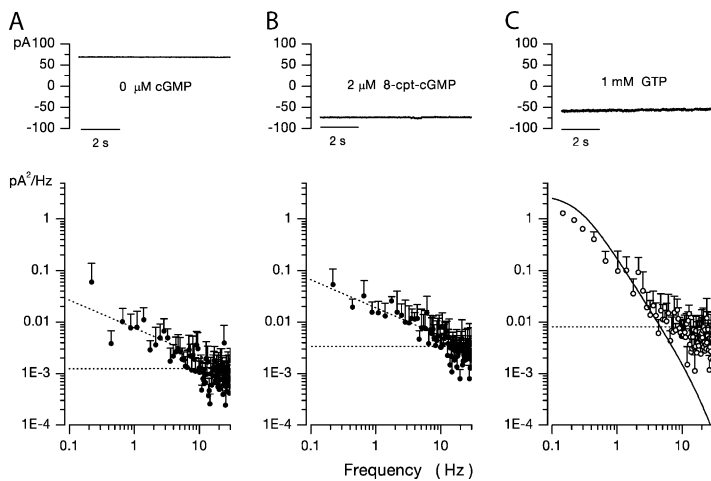 A
B
C
pA100
50
0
-50
-100
0 μM cGMP
2 s
100
50
0
-50
-100
2 μM 8-cpt-cGMP
2 s
100
50
0
-50
-100
1 mM GTP
2 s
pA²/Hz
1
0.1
0.01
1E-3
1E-4
0.1
1
10
1
0.1
0.01
1E-3
1E-4
0.1
1
10
1
0.1
0.01
1E-3
1E-4
0.1
1
10
Frequency (Hz)